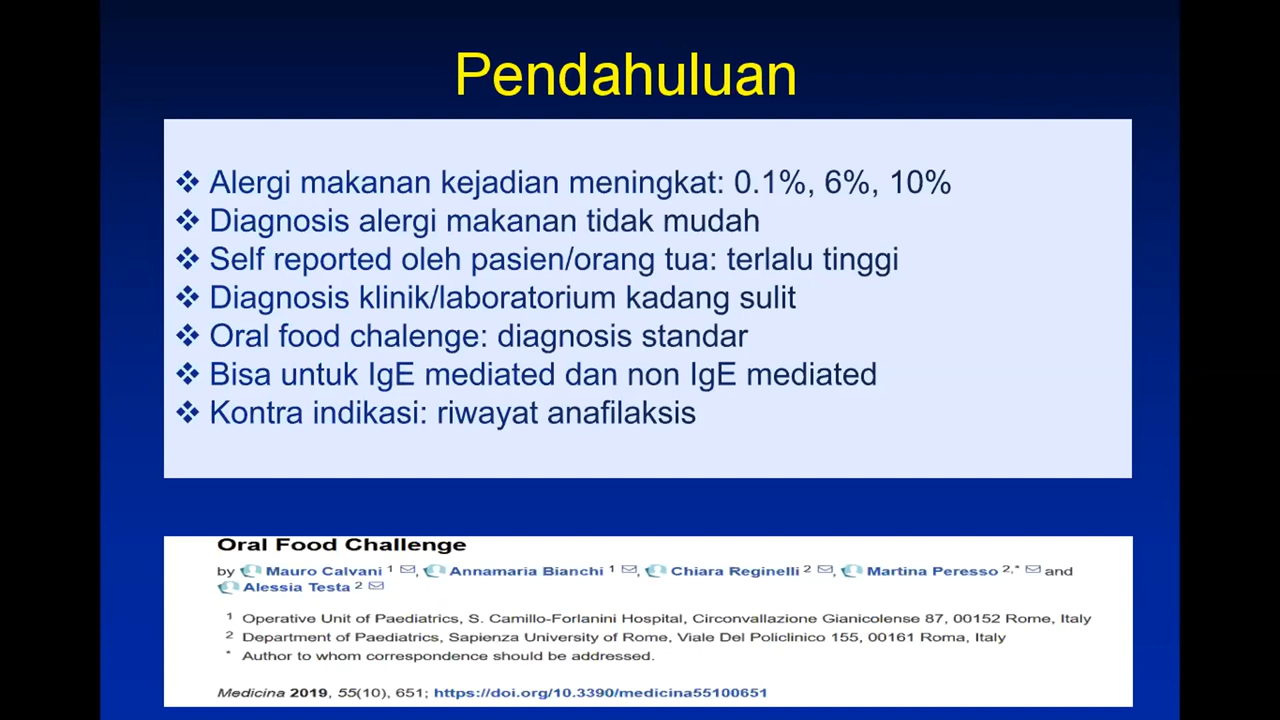 Pendahuluan
❖ Alergi makanan kejadian meningkat: 0.1%, 6%, 10%
❖ Diagnosis alergi makanan tidak mudah
❖ Self reported oleh pasien/orang tua: terlalu tinggi
❖ Diagnosis klinik/laboratorium kadang sulit
❖ Oral food chalenge: diagnosis standar
❖ Bisa untuk IgE mediated dan non IgE mediated
❖ Kontra indikasi: riwayat anafilaksis
Oral Food Challenge
by Mauro Calvani 1, Annamaria Bianchi 1, Chiara Reginelli 2, Martina Peresso 2,* and
Alessia Testa 2
1 Operative Unit of Paediatrics, S. Camillo-Forlanini Hospital, Circonvallazione Gianicolense 87, 00152 Rome, Italy
2 Department of Paediatrics, Sapienza University of Rome, Viale Del Policlinico 155, 00161 Roma, Italy
* Author to whom correspondence should be addressed.
Medicina 2019, 55(10), 651; https://doi.org/10.3390/medicina55100651